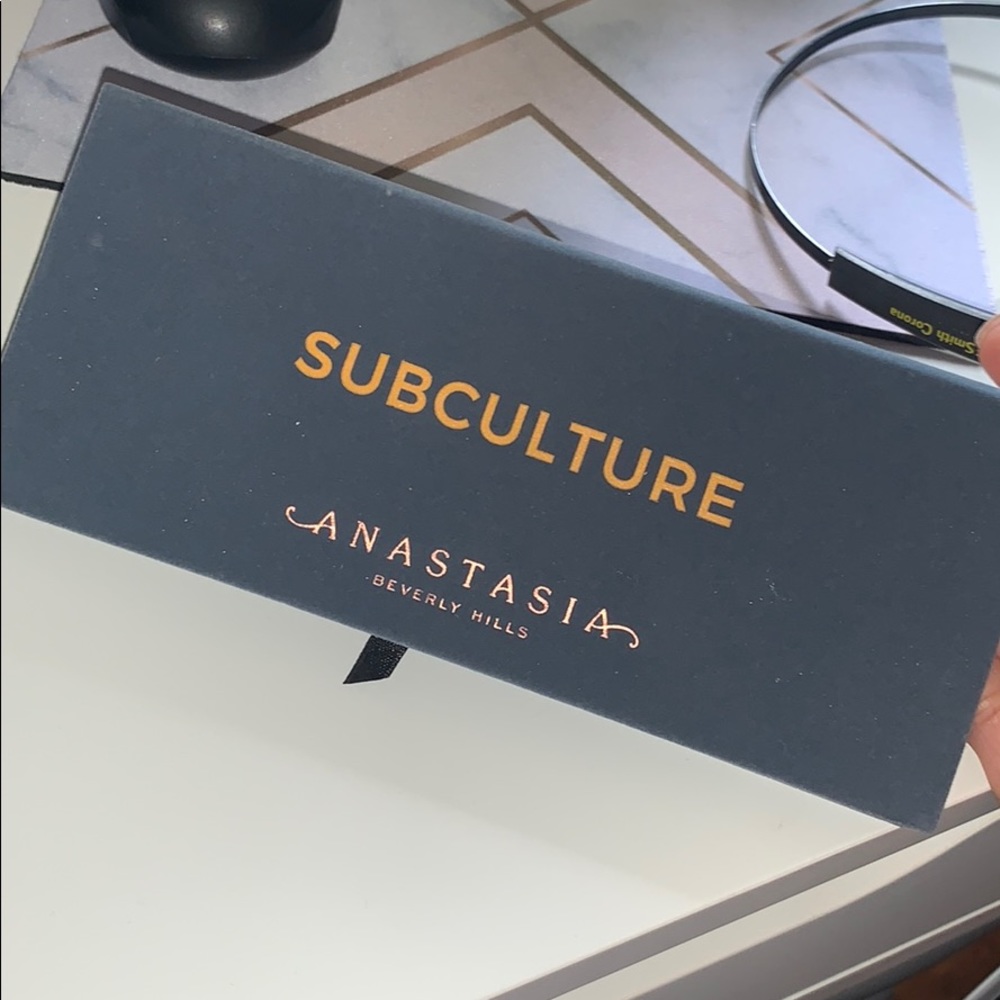 SUBCULTURE
ANASTASIA
BEVERLY HILLS
Smith Corona